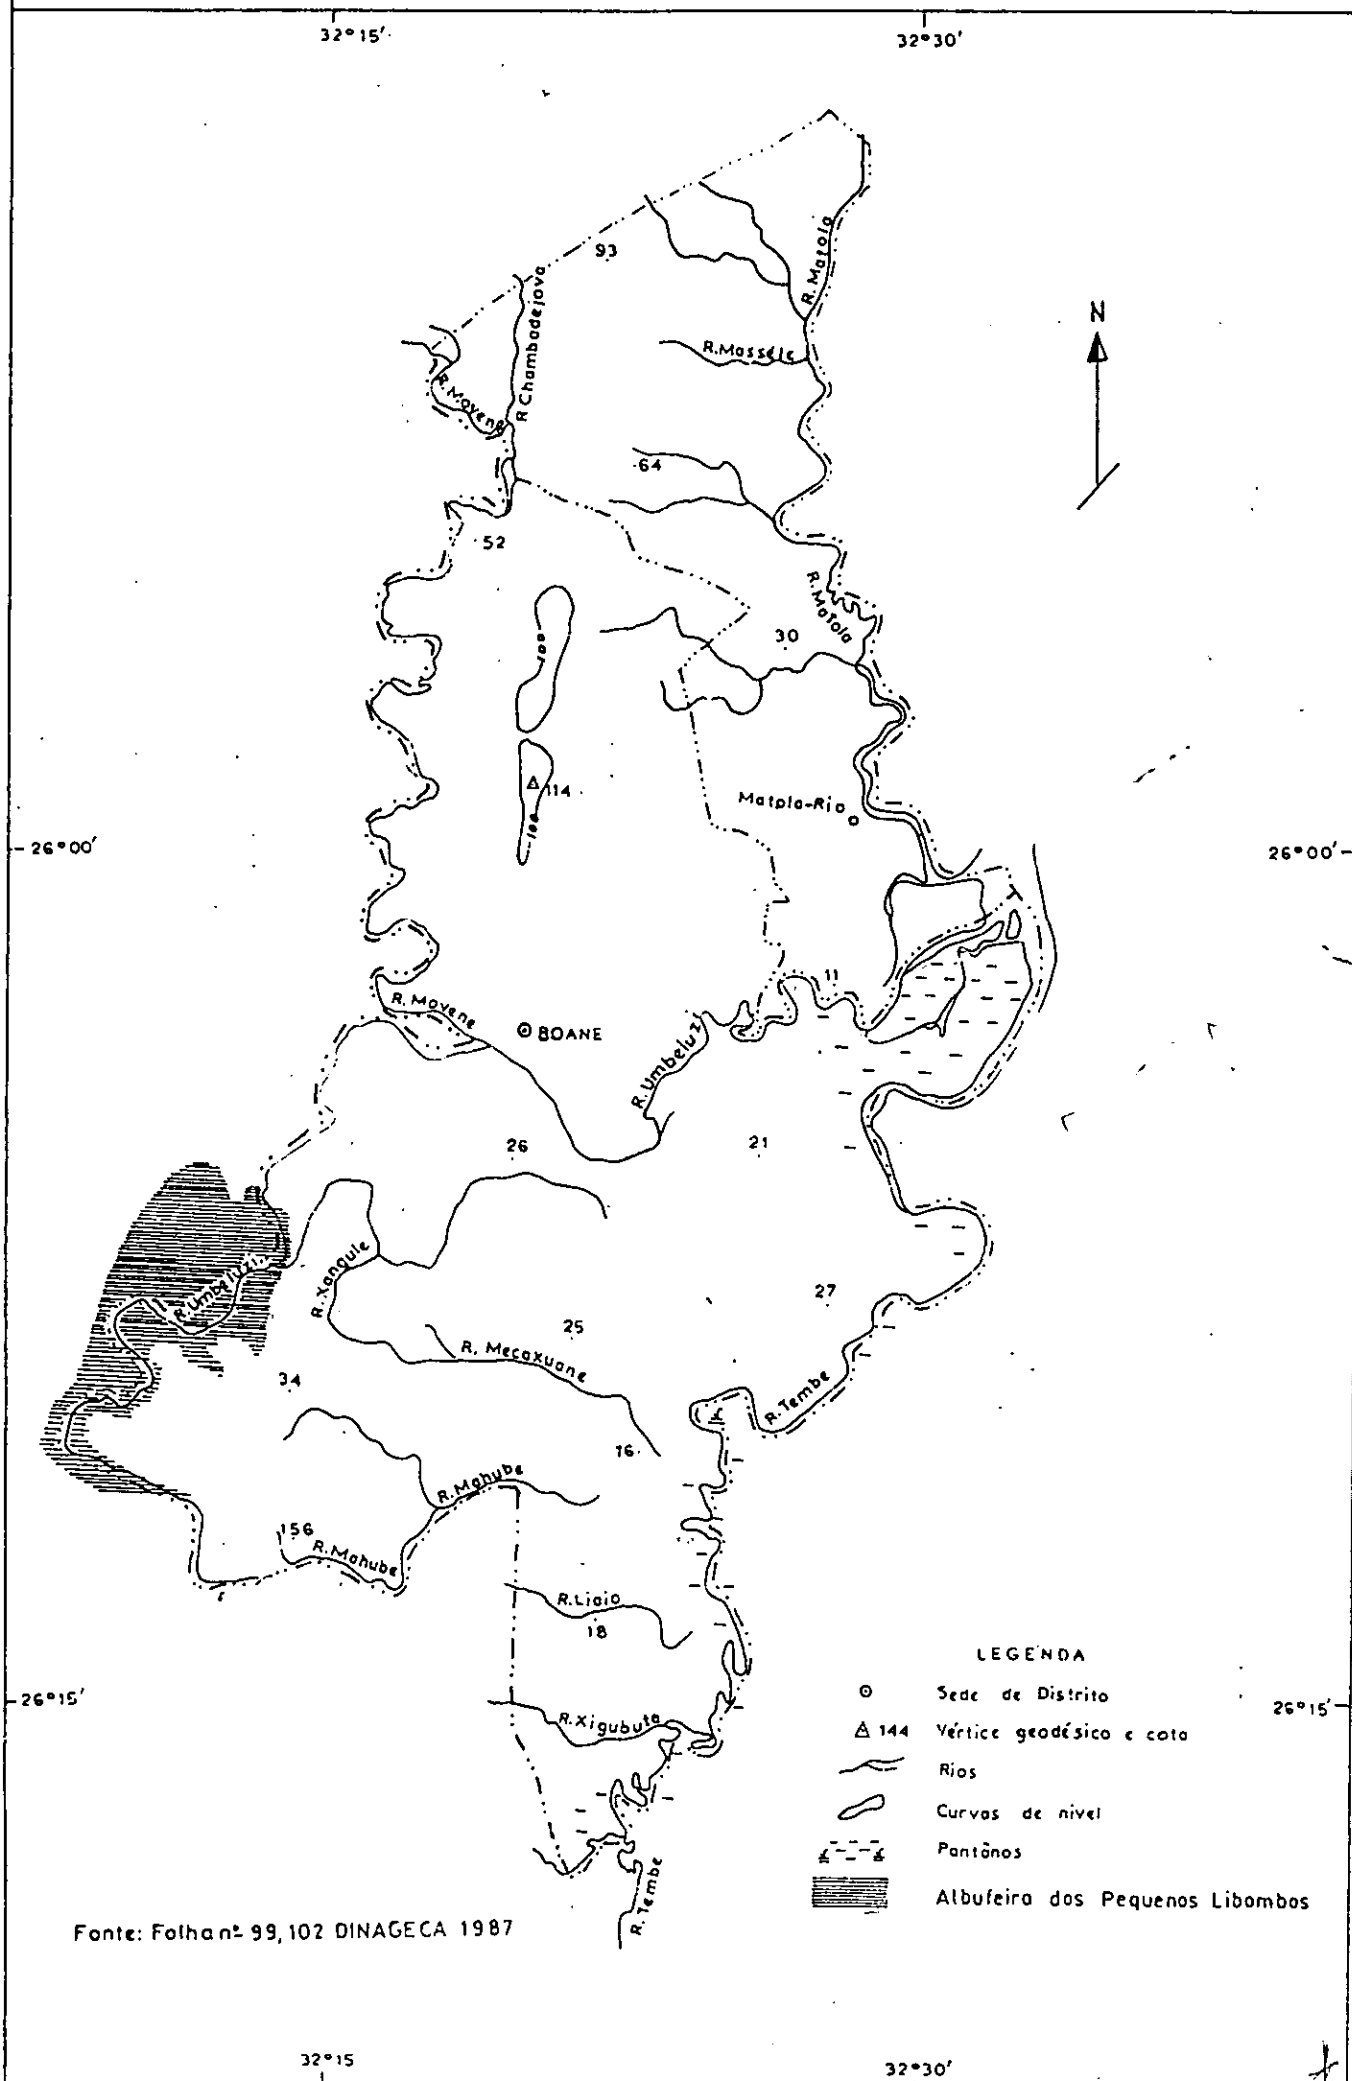 32°15'
32°30'
93
R. Matola
R. Chambadejova
N
R. Massele
R. Movene
64
52
R. Matola
100
30
114
Matola-Rio
100
26°00'
26°00'
R. Movene
11
BOANE
R. Umbeluzi
26
21
R. Umbeluzi
R. Xangule
27
25
R. Mecaxuane
34
R. Tembe
16
R. Mahube
156
R. Mahube
R. Liaio
18
LEGENDA
Sede de Distrito
26°15'
26°15'
R. Xigubuta
144 Vértice geodésico e cota
Rios
Curvas de nivel
Pantânos
R. Tembe
Albufeira dos Pequenos Libombos
Fonte: Folha nº 99,102 DINAGECA 1987
32°15
32°30'